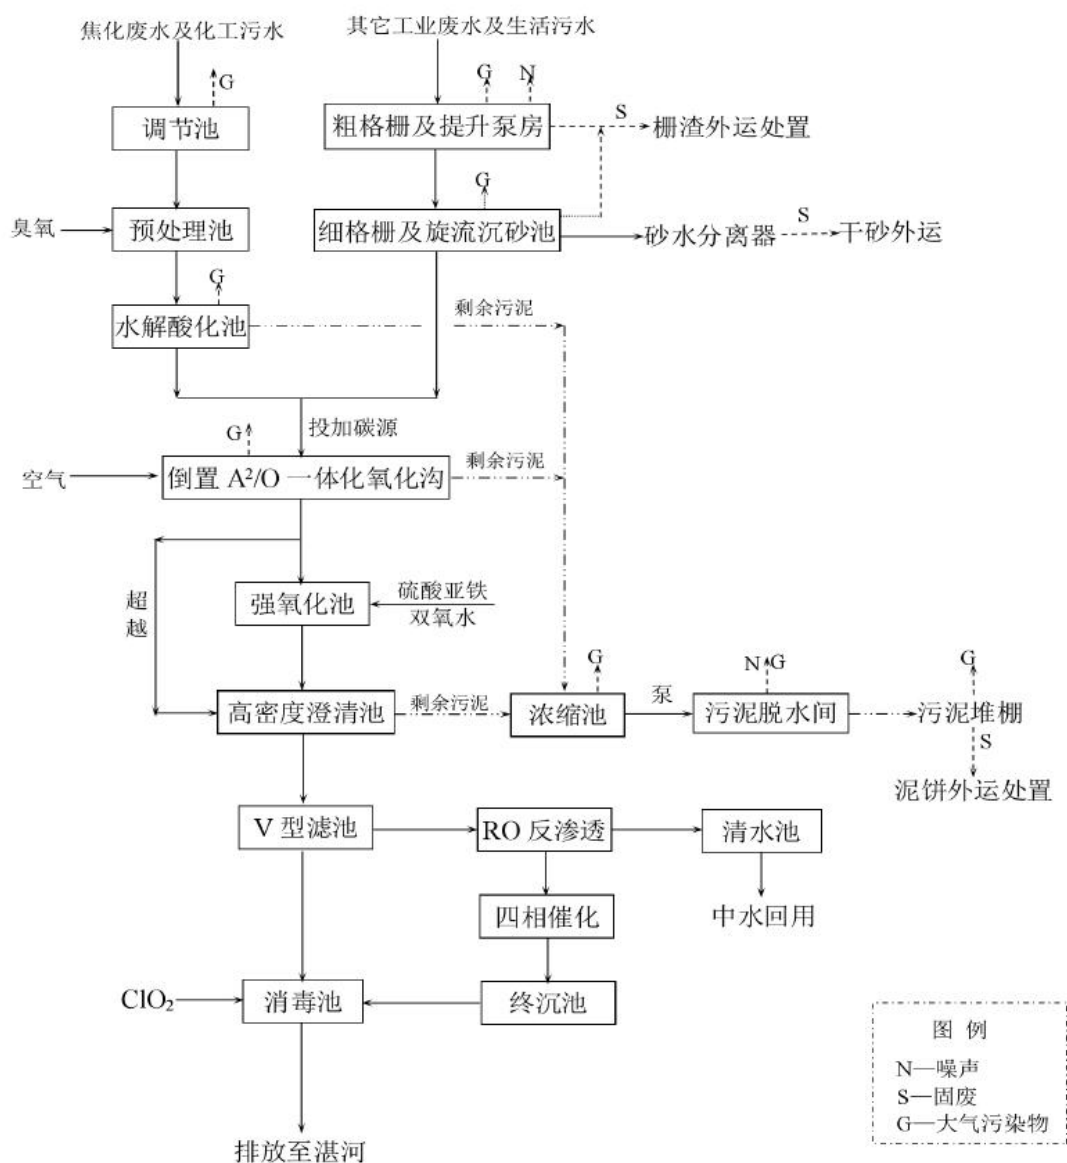 焦化废水及化工污水
其它工业废水及生活污水
G
G
N
调节池
粗格栅及提升泵房
S
栅渣外运处置
G
臭氧
预处理池
细格栅及旋流沉砂池
砂水分离器
S
干砂外运
G
水解酸化池
剩余污泥
投加碳源
G
空气
倒置 A²/O 一体化氧化沟
剩余污泥
超越
强氧化池
硫酸亚铁
双氧水
高密度澄清池
剩余污泥
G
浓缩池
泵
N
G
污泥脱水间
G
污泥堆棚
S
泥饼外运处置
V 型滤池
RO 反渗透
清水池
四相催化
中水回用
ClO₂
消毒池
终沉池
排放至湛河
图 例
N—噪声
S—固废
G—大气污染物